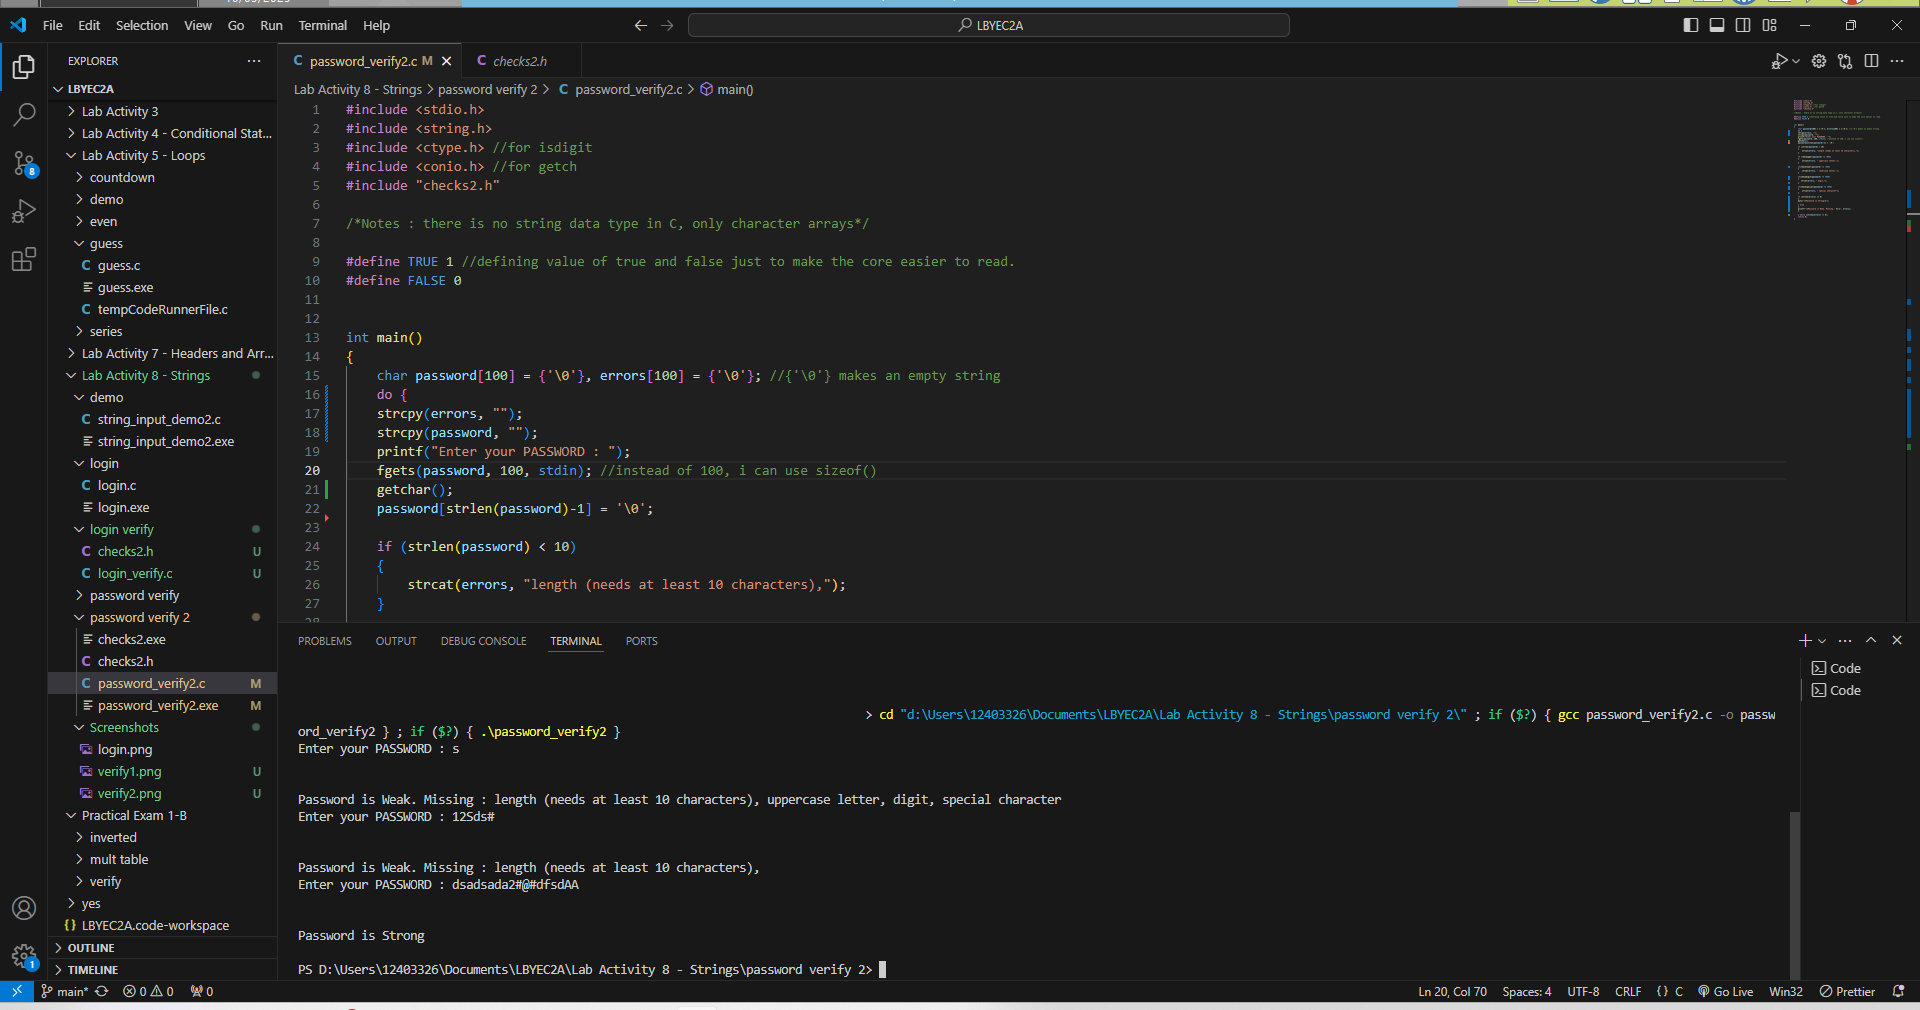 File Edit Selection View Go Run Terminal Help
LBYEC2A
EXPLORER
LBYEC2A
Lab Activity 3
Lab Activity 4 - Conditional Stat...
Lab Activity 5 - Loops
countdown
demo
even
guess
guess.c
guess.exe
tempCodeRunnerFile.c
series
Lab Activity 7 - Headers and Arr...
Lab Activity 8 - Strings
demo
string_input_demo2.c
string_input_demo2.exe
login
login.c
login.exe
login verify
checks2.h U
login_verify.c U
password verify
password verify 2
checks2.exe
checks2.h
password_verify2.c M
password_verify2.exe M
Screenshots
login.png
verify1.png U
verify2.png U
Practical Exam 1-B
inverted
mult table
verify
yes
LBYEC2A.code-workspace
OUTLINE
TIMELINE
8
1
password_verify2.c M
checks2.h
Lab Activity 8 - Strings > password verify 2 > C password_verify2.c > main()
1 #include <stdio.h>
2 #include <string.h>
3 #include <ctype.h> //for isdigit
4 #include <conio.h> //for getch
5 #include "checks2.h"
6
7 /*Notes : there is no string data type in C, only character arrays*/
8
9 #define TRUE 1 //defining value of true and false just to make the core easier to read.
10 #define FALSE 0
11
12
13 int main()
14 {
15 char password[100] = {'\0'}, errors[100] = {'\0'}; //{'\0'} makes an empty string
16 do {
17 strcpy(errors, "");
18 strcpy(password, "");
19 printf("Enter your PASSWORD : ");
20 fgets(password, 100, stdin); //instead of 100, i can use sizeof()
21 getchar();
22 password[strlen(password)-1] = '\0';
23
24 if (strlen(password) < 10)
25 {
26 strcat(errors, "length (needs at least 10 characters),");
27 }
PROBLEMS OUTPUT DEBUG CONSOLE TERMINAL PORTS
Code
Code
> cd "d:\Users\12403326\Documents\LBYEC2A\Lab Activity 8 - Strings\password verify 2\" ; if ($?) { gcc password_verify2.c -o passw
ord_verify2 } ; if ($?) { .\password_verify2 }
Enter your PASSWORD : s
Password is Weak. Missing : length (needs at least 10 characters), uppercase letter, digit, special character
Enter your PASSWORD : 12Sds#
Password is Weak. Missing : length (needs at least 10 characters),
Enter your PASSWORD : dsadsada2#@#dfsdAA
Password is Strong
PS D:\Users\12403326\Documents\LBYEC2A\Lab Activity 8 - Strings\password verify 2>
main* 0 0 0
Ln 20, Col 70 Spaces: 4 UTF-8 CRLF {} C Go Live Win32 Prettier